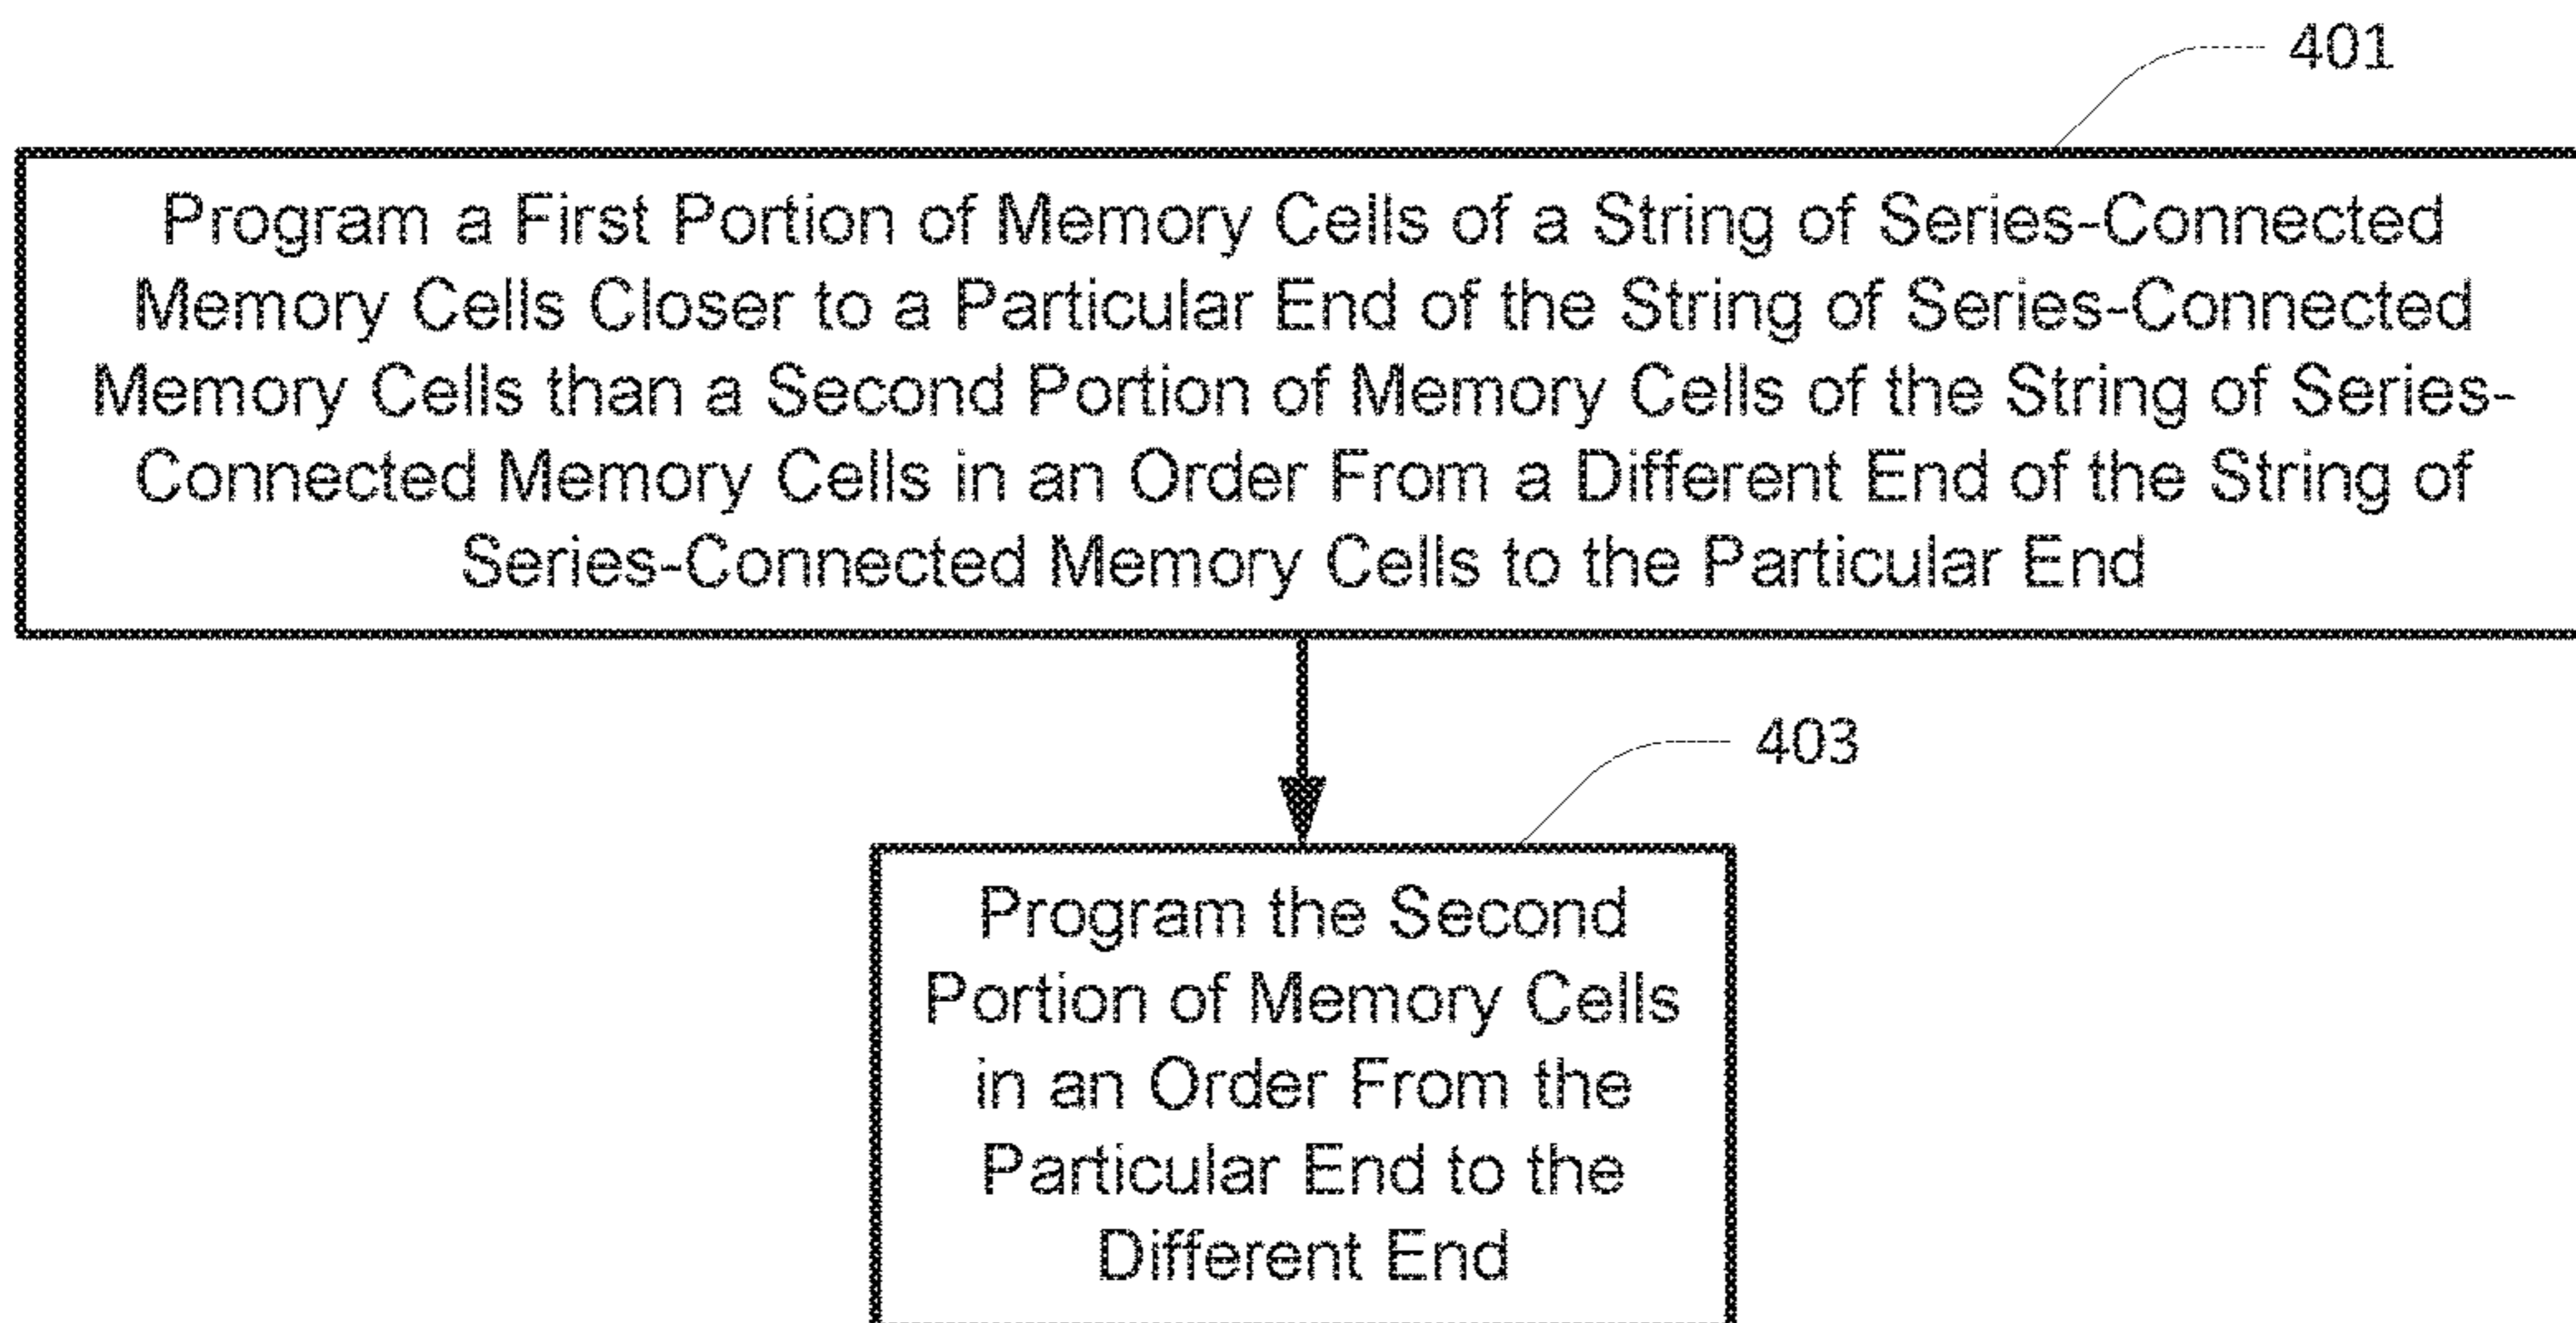 401
Program a First Portion of Memory Cells of a String of Series-Connected
Memory Cells Closer to a Particular End of the String of Series-Connected
Memory Cells than a Second Portion of Memory Cells of the String of Series-
Connected Memory Cells in an Order From a Different End of the String of
Series-Connected Memory Cells to the Particular End
403
Program the Second
Portion of Memory Cells
in an Order From the
Particular End to the
Different End